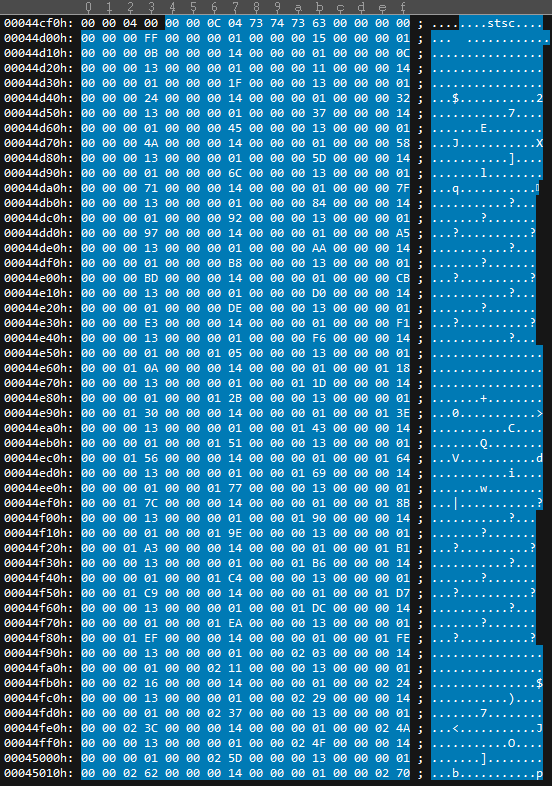 0 1 2 3 4 5 6 7 8 9 a b c d e f
00044cf0h: 00 00 04 00 00 00 0C 04 73 74 73 63 00 00 00 00 ; ........stsc....
00044d00h: 00 00 00 FF 00 00 00 01 00 00 00 15 00 00 00 01 ; ................
00044d10h: 00 00 00 0B 00 00 00 14 00 00 00 01 00 00 00 0C ; ................
00044d20h: 00 00 00 13 00 00 00 01 00 00 00 11 00 00 00 14 ; ................
00044d30h: 00 00 00 01 00 00 00 1F 00 00 00 13 00 00 00 01 ; ................
00044d40h: 00 00 00 24 00 00 00 14 00 00 00 01 00 00 00 32 ; ...$...........2
00044d50h: 00 00 00 13 00 00 00 01 00 00 00 37 00 00 00 14 ; ...........7....
00044d60h: 00 00 00 01 00 00 00 45 00 00 00 13 00 00 00 01 ; .......E........
00044d70h: 00 00 00 4A 00 00 00 14 00 00 00 01 00 00 00 58 ; ...J...........X
00044d80h: 00 00 00 13 00 00 00 01 00 00 00 5D 00 00 00 14 ; ...........]....
00044d90h: 00 00 00 01 00 00 00 6C 00 00 00 13 00 00 00 01 ; .......l........
00044da0h: 00 00 00 71 00 00 00 14 00 00 00 01 00 00 00 7F ; ...q...........
00044db0h: 00 00 00 13 00 00 00 01 00 00 00 84 00 00 00 14 ; ...........?....
00044dc0h: 00 00 00 01 00 00 00 92 00 00 00 13 00 00 00 01 ; .......?........
00044dd0h: 00 00 00 97 00 00 00 14 00 00 00 01 00 00 00 A5 ; ...?...........?
00044de0h: 00 00 00 13 00 00 00 01 00 00 00 AA 00 00 00 14 ; ...........?....
00044df0h: 00 00 00 01 00 00 00 B8 00 00 00 13 00 00 00 01 ; .......?........
00044e00h: 00 00 00 BD 00 00 00 14 00 00 00 01 00 00 00 CB ; ...?...........?
00044e10h: 00 00 00 13 00 00 00 01 00 00 00 D0 00 00 00 14 ; ...........?....
00044e20h: 00 00 00 01 00 00 00 DE 00 00 00 13 00 00 00 01 ; .......?........
00044e30h: 00 00 00 E3 00 00 00 14 00 00 00 01 00 00 00 F1 ; ...?...........?
00044e40h: 00 00 00 13 00 00 00 01 00 00 00 F6 00 00 00 14 ; ...........?....
00044e50h: 00 00 00 01 00 00 01 05 00 00 00 13 00 00 00 01 ; ................
00044e60h: 00 00 01 0A 00 00 00 14 00 00 00 01 00 00 01 18 ; ................
00044e70h: 00 00 00 13 00 00 00 01 00 00 01 1D 00 00 00 14 ; ................
00044e80h: 00 00 00 01 00 00 01 2B 00 00 00 13 00 00 00 01 ; .......+........
00044e90h: 00 00 01 30 00 00 00 14 00 00 00 01 00 00 01 3E ; ...0...........>
00044ea0h: 00 00 00 13 00 00 00 01 00 00 01 43 00 00 00 14 ; ...........C....
00044eb0h: 00 00 00 01 00 00 01 51 00 00 00 13 00 00 00 01 ; .......Q........
00044ec0h: 00 00 01 56 00 00 00 14 00 00 00 01 00 00 01 64 ; ...V...........d
00044ed0h: 00 00 00 13 00 00 00 01 00 00 01 69 00 00 00 14 ; ...........i....
00044ee0h: 00 00 00 01 00 00 01 77 00 00 00 13 00 00 00 01 ; .......w........
00044ef0h: 00 00 01 7C 00 00 00 14 00 00 00 01 00 00 01 8B ; ...|...........?
00044f00h: 00 00 00 13 00 00 00 01 00 00 01 90 00 00 00 14 ; ...........?....
00044f10h: 00 00 00 01 00 00 01 9E 00 00 00 13 00 00 00 01 ; .......?........
00044f20h: 00 00 01 A3 00 00 00 14 00 00 00 01 00 00 01 B1 ; ...?...........?
00044f30h: 00 00 00 13 00 00 00 01 00 00 01 B6 00 00 00 14 ; ...........?....
00044f40h: 00 00 00 01 00 00 01 C4 00 00 00 13 00 00 00 01 ; .......?........
00044f50h: 00 00 01 C9 00 00 00 14 00 00 00 01 00 00 01 D7 ; ...?...........?
00044f60h: 00 00 00 13 00 00 00 01 00 00 01 DC 00 00 00 14 ; ...........?....
00044f70h: 00 00 00 01 00 00 01 EA 00 00 00 13 00 00 00 01 ; .......?........
00044f80h: 00 00 01 EF 00 00 00 14 00 00 00 01 00 00 01 FE ; ...?...........?
00044f90h: 00 00 00 13 00 00 00 01 00 00 02 03 00 00 00 14 ; ................
00044fa0h: 00 00 00 01 00 00 02 11 00 00 00 13 00 00 00 01 ; ................
00044fb0h: 00 00 02 16 00 00 00 14 00 00 00 01 00 00 02 24 ; ...............$
00044fc0h: 00 00 00 13 00 00 00 01 00 00 02 29 00 00 00 14 ; ...........)....
00044fd0h: 00 00 00 01 00 00 02 37 00 00 00 13 00 00 00 01 ; .......7........
00044fe0h: 00 00 02 3C 00 00 00 14 00 00 00 01 00 00 02 4A ; ...<...........J
00044ff0h: 00 00 00 13 00 00 00 01 00 00 02 4F 00 00 00 14 ; ...........O....
00045000h: 00 00 00 01 00 00 02 5D 00 00 00 13 00 00 00 01 ; .......]........
00045010h: 00 00 02 62 00 00 00 14 00 00 00 01 00 00 02 70 ; ...b...........p